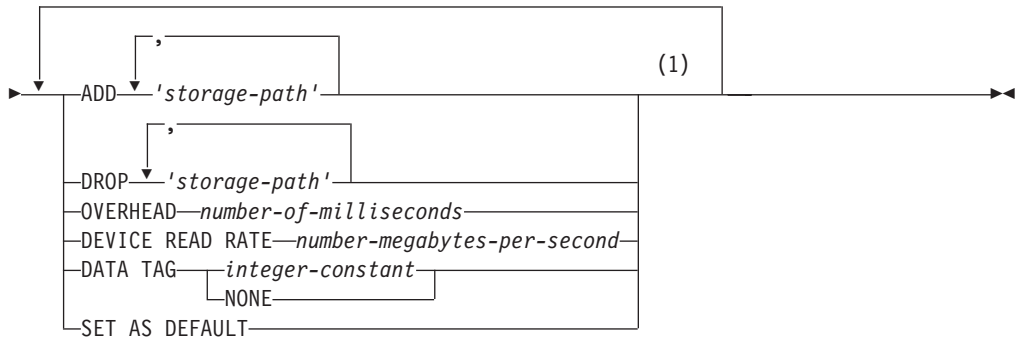 ,
(1)
ADD 'storage-path'
,
DROP 'storage-path'
OVERHEAD number-of-milliseconds
DEVICE READ RATE number-megabytes-per-second
DATA TAG integer-constant
NONE
SET AS DEFAULT